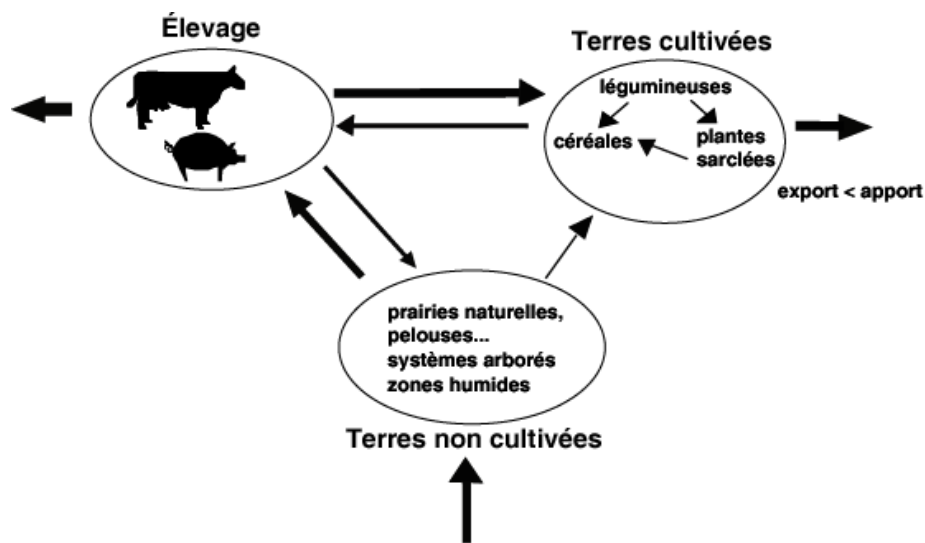 Élevage
Terres cultivées
légumineuses
céréales
plantes
sarclées
export < apport
prairies naturelles,
pelouses...
systèmes arborés
zones humides
Terres non cultivées